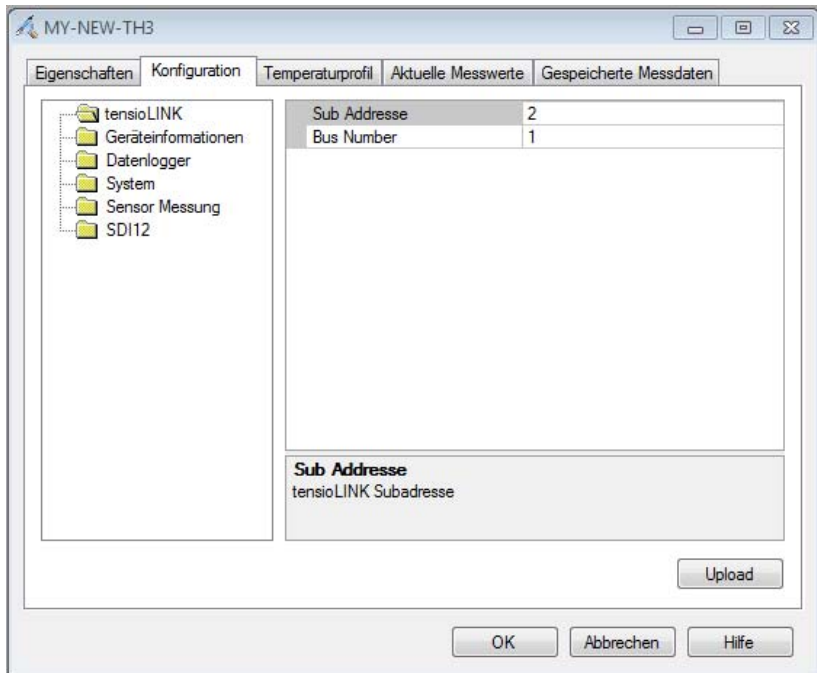 MY-NEW-TH3
Eigenschaften Konfiguration Temperaturprofil Aktuelle Messwerte Gespeicherte Messdaten
tensioLINK
Geräteinformationen
Datenlogger
System
Sensor Messung
SDI12
Sub Addresse 2
Bus Number 1
Sub Addresse
tensioLINK Subadresse
Upload
OK Abbrechen Hilfe